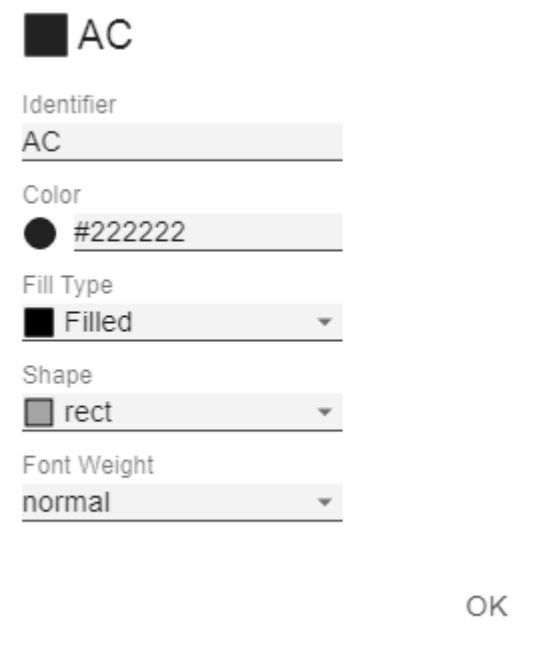 AC
Identifier
AC
Color
#222222
Fill Type
Filled
Shape
rect
Font Weight
normal
OK